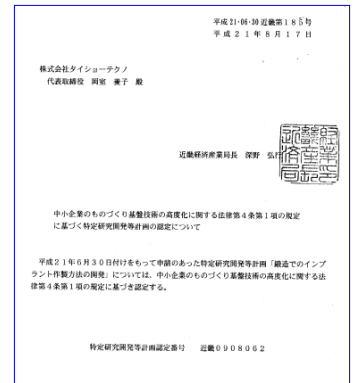 平成21・06・30近畿第185号
平成21年8月17日
株式会社タイショーテクノ
代表取締役 岡室 養子 殿
近畿経済産業局長 深野 弘行
中小企業のものづくり基盤技術の高度化に関する法律第4条第1項の規定
に基づく特定研究開発等計画の認定について
平成21年6月30日付けをもって申請のあった特定研究開発等計画「鍛造でのインプ
ラント作製方法の開発」については、中小企業のものづくり基盤技術の高度化に関する法
律第4条第1項の規定に基づき認定する。
特定研究開発等計画認定番号 近畿0908062